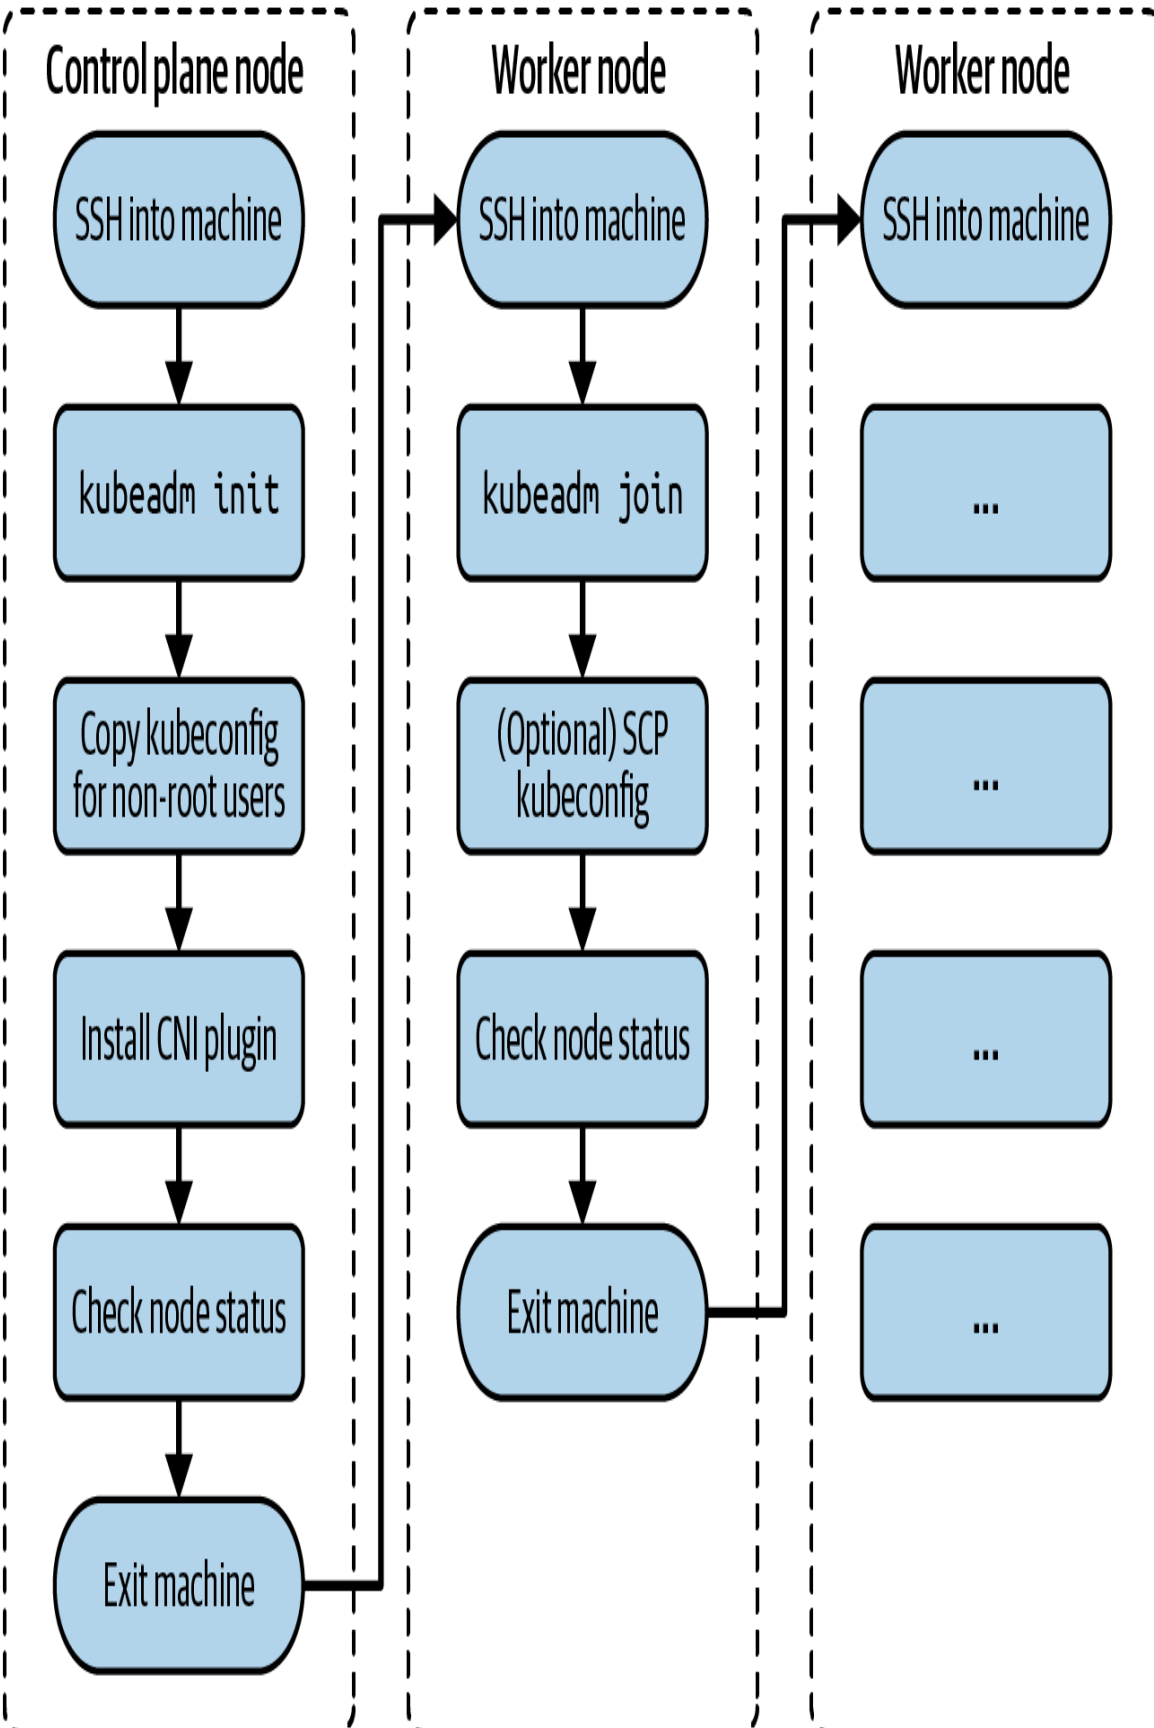 Control plane node
SSH into machine
kubeadm init
Copy kubeconfig
for non-root users
Install CNI plugin
Check node status
Exit machine
Worker node
SSH into machine
kubeadm join
(Optional) SCP
kubeconfig
Check node status
Exit machine
Worker node
SSH into machine
...
...
...
...